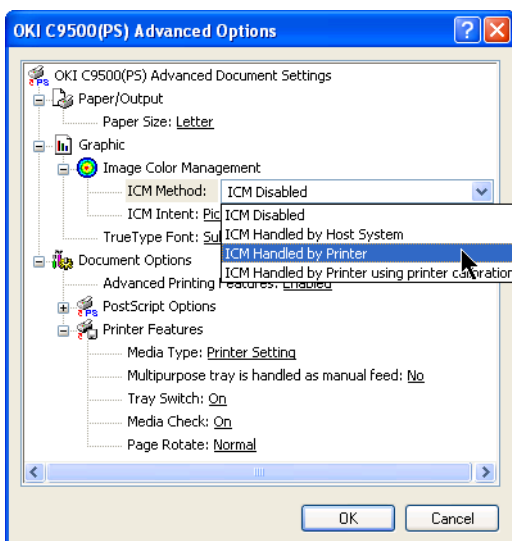 OKI C9500(PS) Advanced Options
OKI C9500(PS) Advanced Document Settings
Paper/Output
Paper Size: Letter
Graphic
Image Color Management
ICM Method: ICM Disabled
ICM Intent: Pic
ICM Disabled
ICM Handled by Host System
TrueType Font: Su
ICM Handled by Printer
Document Options
ICM Handled by Printer using printer calibration
Advanced Printing Features: Enabled
PostScript Options
Printer Features
Media Type: Printer Setting
Multipurpose tray is handled as manual feed: No
Tray Switch: On
Media Check: On
Page Rotate: Normal
OK
Cancel